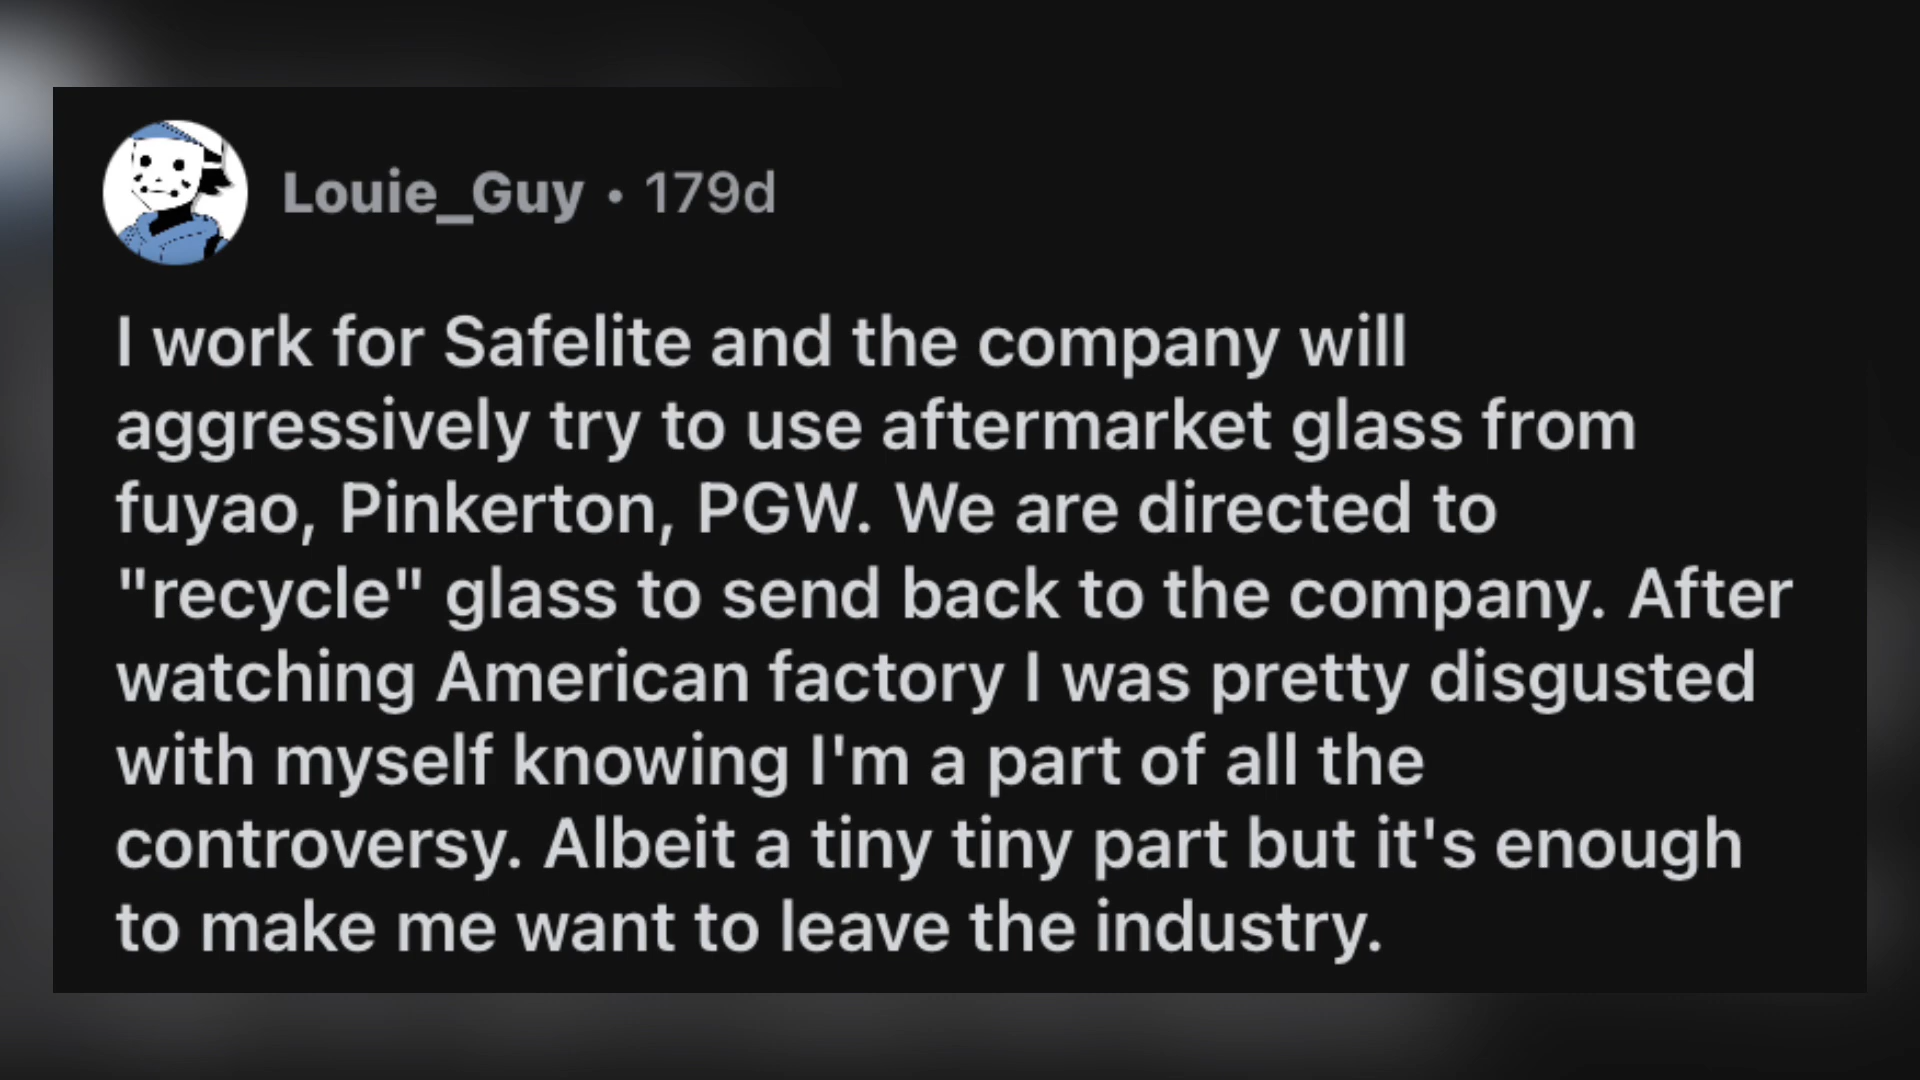 Louie_Guy • 179d
I work for Safelite and the company will
aggressively try to use aftermarket glass from
fuyao, Pinkerton, PGW. We are directed to
"recycle" glass to send back to the company. After
watching American factory I was pretty disgusted
with myself knowing I'm a part of all the
controversy. Albeit a tiny tiny part but it's enough
to make me want to leave the industry.